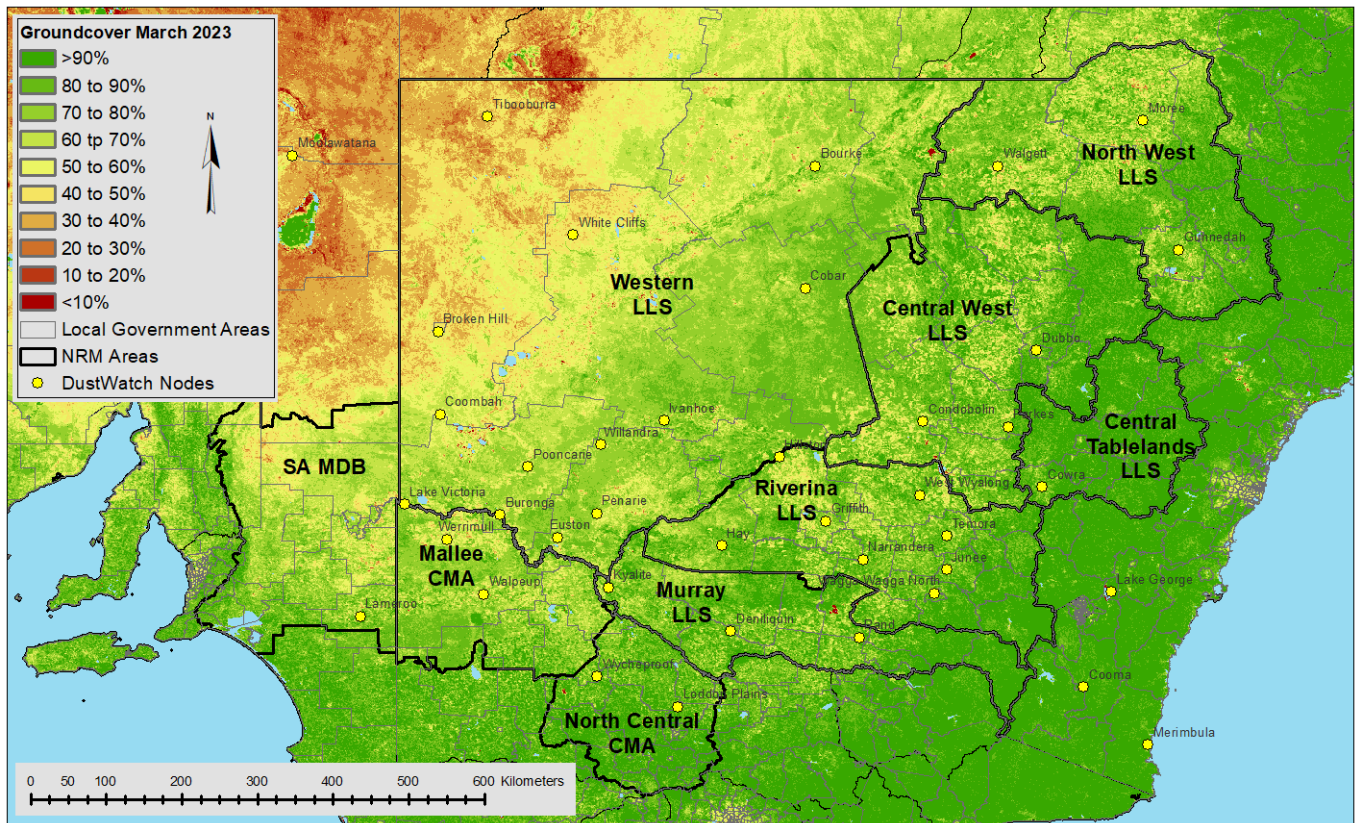 Groundcover March 2023
>90%
80 to 90%
70 to 80%
60 tp 70%
50 to 60%
40 to 50%
30 to 40%
20 to 30%
10 to 20%
<10%
Local Government Areas
NRM Areas
DustWatch Nodes
N
Tibooburra
Moolawatana
Moree
Bourke
Walgett
North West
LLS
White Cliffs
Gunnedah
Western
LLS
Cobar
Central West
LLS
Broken Hill
Dubbo
Coombah
Ivanhoe
Condobolin
Parkes
Central
Tablelands
LLS
Willandra
SA MDB
Pooncarie
Hillston
Riverina
LLS
West Wyalong
Cowra
Lake Victoria
Buronga
Penarie
Griffith
Werrimull
Euston
Temora
Hay
Mallee
CMA
Narrandera
Junee
Walpeup
Kyalite
Murray
LLS
Wagga Wagga North
Lake George
Lameroo
Deniliquin
Rand
Wycheproof
Cooma
Loddon Plains
North Central
CMA
Merimbula
0 50 100 200 300 400 500 600 Kilometers